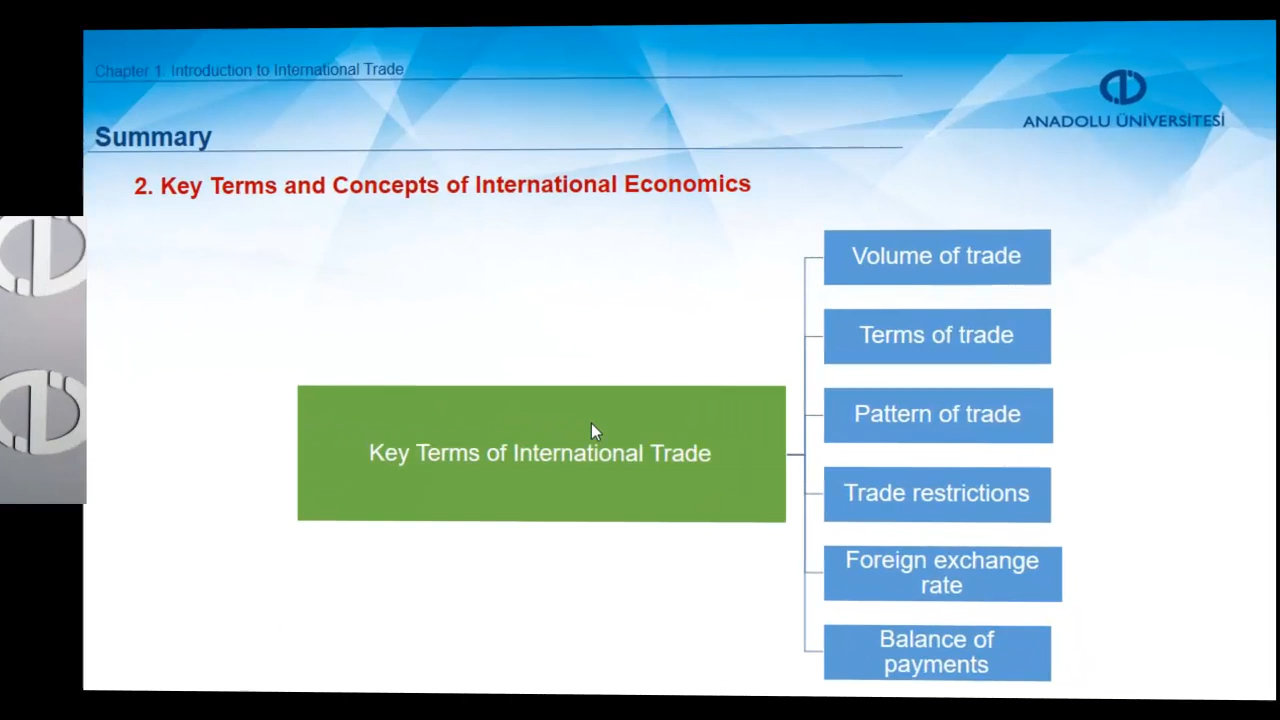 Chapter 1: Introduction to International Trade
ANADOLU ÜNİVERSİTESİ
Summary
2. Key Terms and Concepts of International Economics
Volume of trade
Terms of trade
Pattern of trade
Key Terms of International Trade
Trade restrictions
Foreign exchange
rate
Balance of
payments